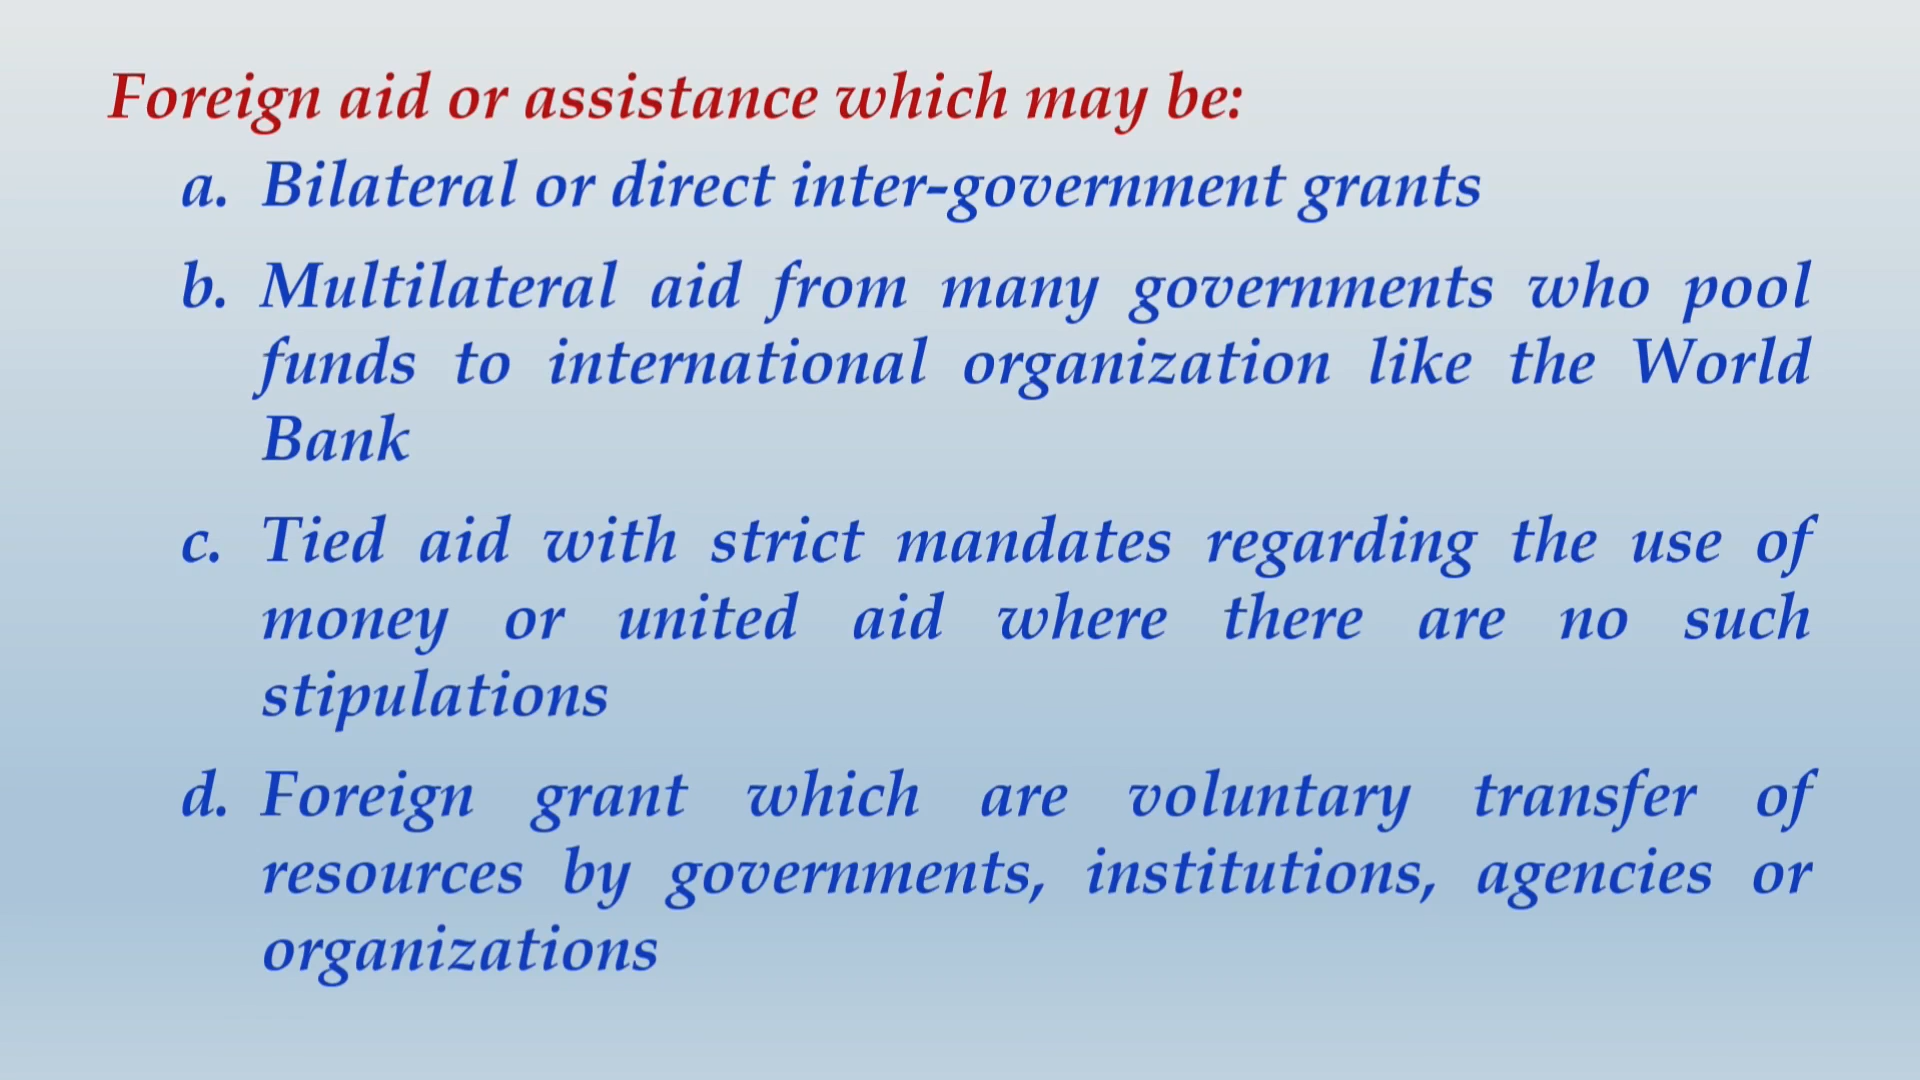 Foreign aid or assistance which may be:
a. Bilateral or direct inter-government grants
b. Multilateral aid from many governments who pool
funds to international organization like the World
Bank
c. Tied aid with strict mandates regarding the use of
money or united aid where there are no such
stipulations
d. Foreign grant which are voluntary transfer of
resources by governments, institutions, agencies or
organizations